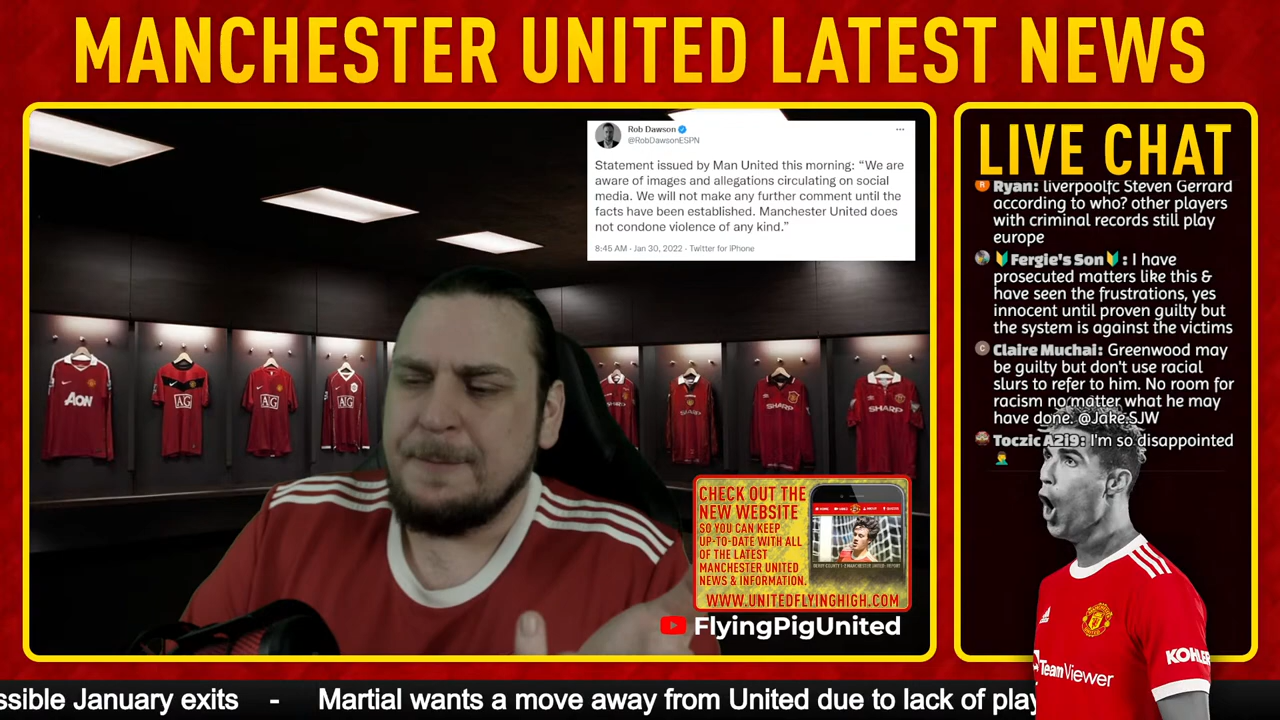 MANCHESTER UNITED LATEST NEWS
Rob Dawson
@RobDawsonESPN
Statement issued by Man United this morning: “We are
aware of images and allegations circulating on social
media. We will not make any further comment until the
facts have been established. Manchester United does
not condone violence of any kind.”
8:45 AM · Jan 30, 2022 · Twitter for iPhone
AON
AG
AG
AG
SHARP
SHARP
CHECK OUT THE
NEW WEBSITE
SO YOU CAN KEEP
UP-TO-DATE WITH ALL
OF THE LATEST
MANCHESTER UNITED
NEWS & INFORMATION.
WWW.UNITEDFLYINGHIGH.COM
FlyingPigUnited
LIVE CHAT
R
Ryan: liverpoolfc Steven Gerrard
according to who? other players
with criminal records still play
europe
Fergie's Son: I have
prosecuted matters like this &
have seen the frustrations, yes
innocent until proven guilty but
the system is against the victims
C
Claire Muchai: Greenwood may
be guilty but don't use racial
slurs to refer to him. No room for
racism no matter what he may
have done. @Jake SJW
Toczic A2i9: I'm so disappointed
KOHLER
TeamViewer
ssible January exits - Martial wants a move away from United due to lack of play